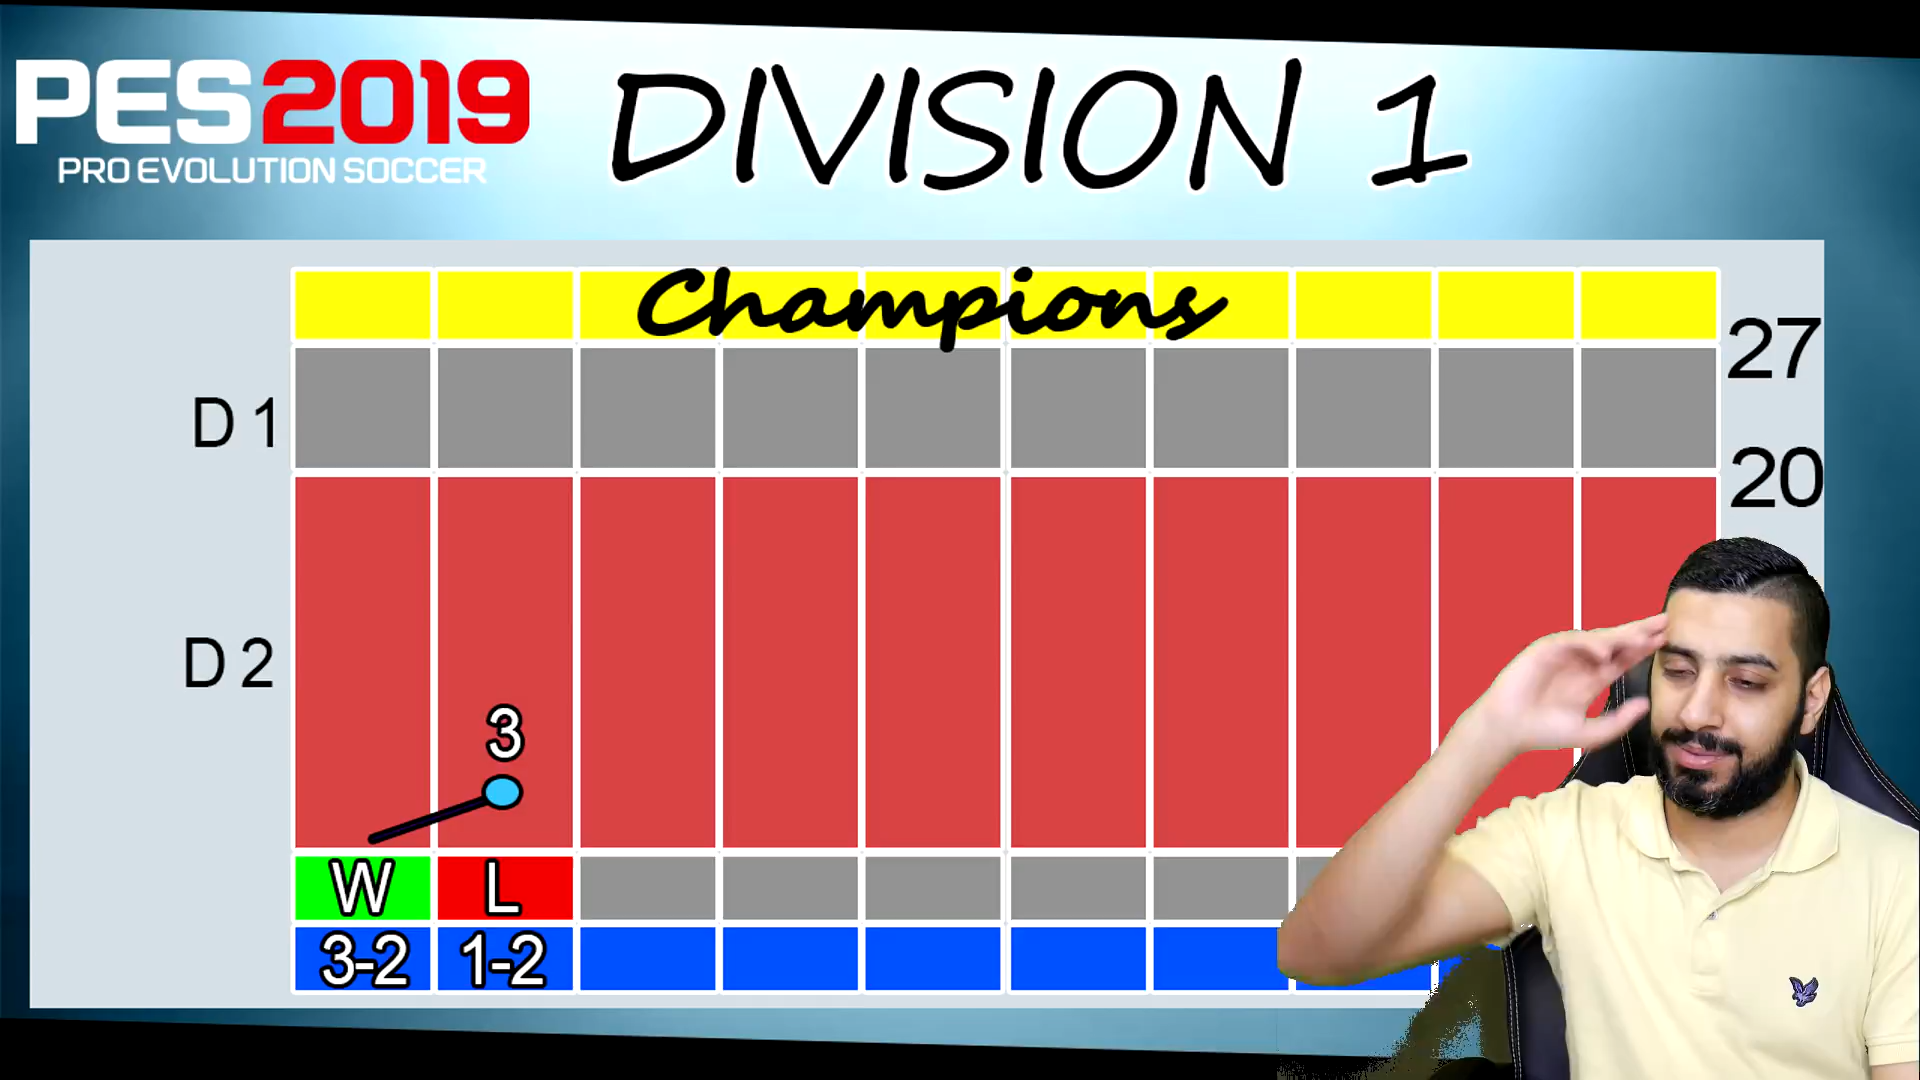 PES2019
PRO EVOLUTION SOCCER
DIVISION 1
Champions
27
D 1
20
D 2
3
W L
3-2 1-2